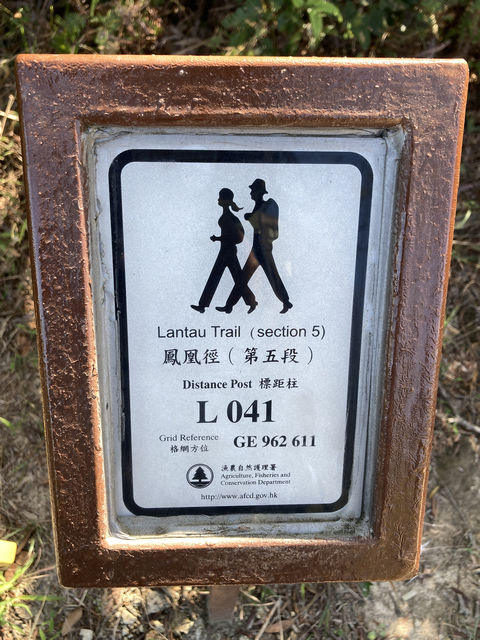 Lantau Trail (section 5)
鳳凰徑（第五段）
Distance Post 標距柱
L 041
Grid Reference GE 962 611
格網方位
漁農自然護理署
Agriculture, Fisheries and
Conservation Department
http://www.afcd.gov.hk